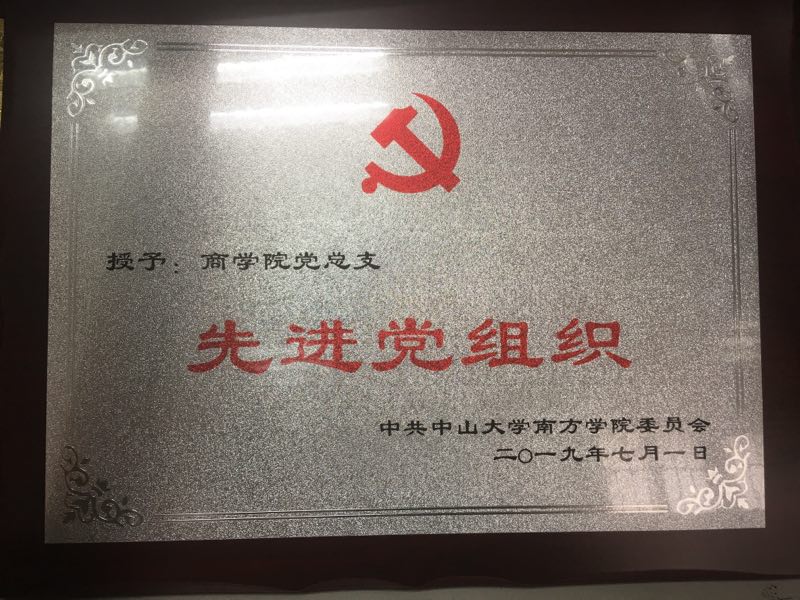 授予：商学院党总支
先进党组织
中共中山大学南方学院委员会
二〇一九年七月一日